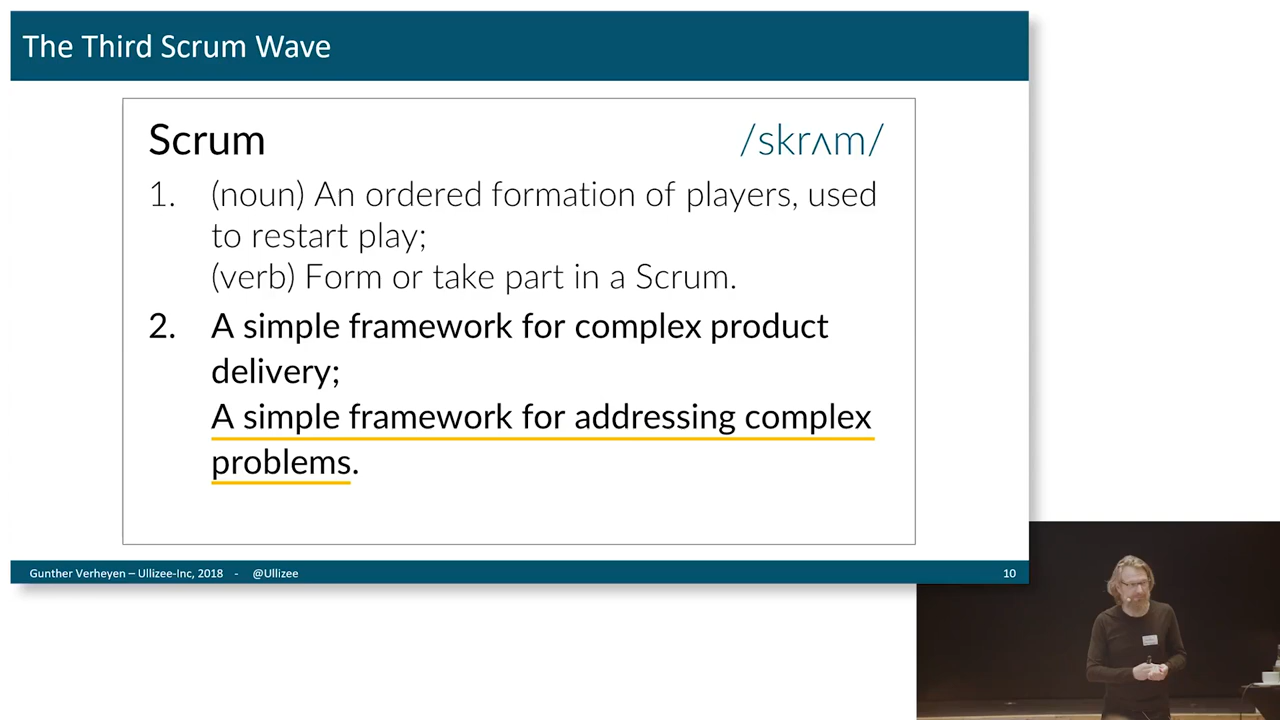 The Third Scrum Wave
Scrum
/skrʌm/
1. (noun) An ordered formation of players, used
to restart play;
(verb) Form or take part in a Scrum.
2. A simple framework for complex product
delivery;
A simple framework for addressing complex
problems.
Gunther Verheyen – Ullizee-Inc, 2018 - @Ullizee
10